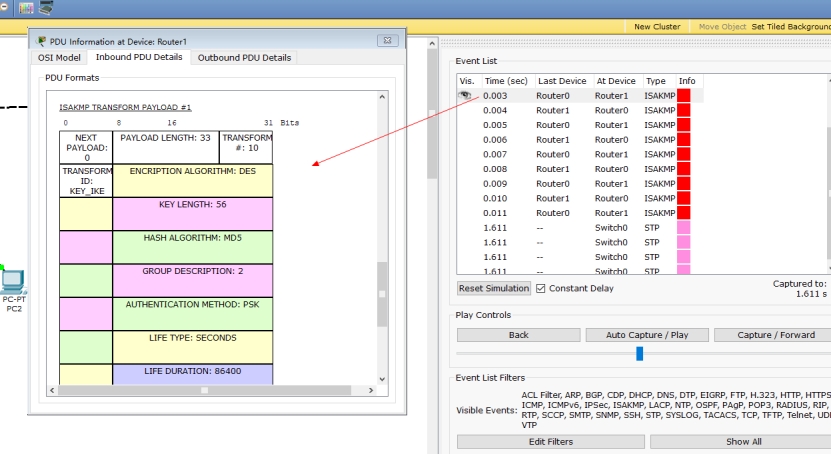 New Cluster Move Object Set Tiled Background
PDU Information at Device: Router1
OSI Model Inbound PDU Details Outbound PDU Details
PDU Formats
ISAKMP TRANSFORM PAYLOAD #1
0 8 16 31 Bits
NEXT PAYLOAD: 0 PAYLOAD LENGTH: 33 TRANSFORM #: 10
TRANSFORM ID: KEY_IKE ENCRIPTION ALGORITHM: DES
KEY LENGTH: 56
HASH ALGORITHM: MD5
GROUP DESCRIPTION: 2
AUTHENTICATION METHOD: PSK
LIFE TYPE: SECONDS
LIFE DURATION: 86400
PC-PT
PC2
Event List
Vis. Time (sec) Last Device At Device Type Info
0.003 Router0 Router1 ISAKMP
0.004 Router1 Router0 ISAKMP
0.005 Router0 Router1 ISAKMP
0.006 Router1 Router0 ISAKMP
0.007 Router0 Router1 ISAKMP
0.008 Router1 Router0 ISAKMP
0.009 Router0 Router1 ISAKMP
0.010 Router1 Router0 ISAKMP
0.011 Router0 Router1 ISAKMP
1.611 -- Switch0 STP
1.611 -- Switch0 STP
1.611 -- Switch0 STP
1.611 -- Switch0 STP
Reset Simulation Constant Delay Captured to:
1.611 s
Play Controls
Back Auto Capture / Play Capture / Forward
Event List Filters
Visible Events: ACL Filter, ARP, BGP, CDP, DHCP, DNS, DTP, EIGRP, FTP, H.323, HTTP, HTTPS
ICMP, ICMPv6, IPSec, ISAKMP, LACP, NTP, OSPF, PAgP, POP3, RADIUS, RIP,
RTP, SCCP, SMTP, SNMP, SSH, STP, SYSLOG, TACACS, TCP, TFTP, Telnet, UD
VTP
Edit Filters Show All